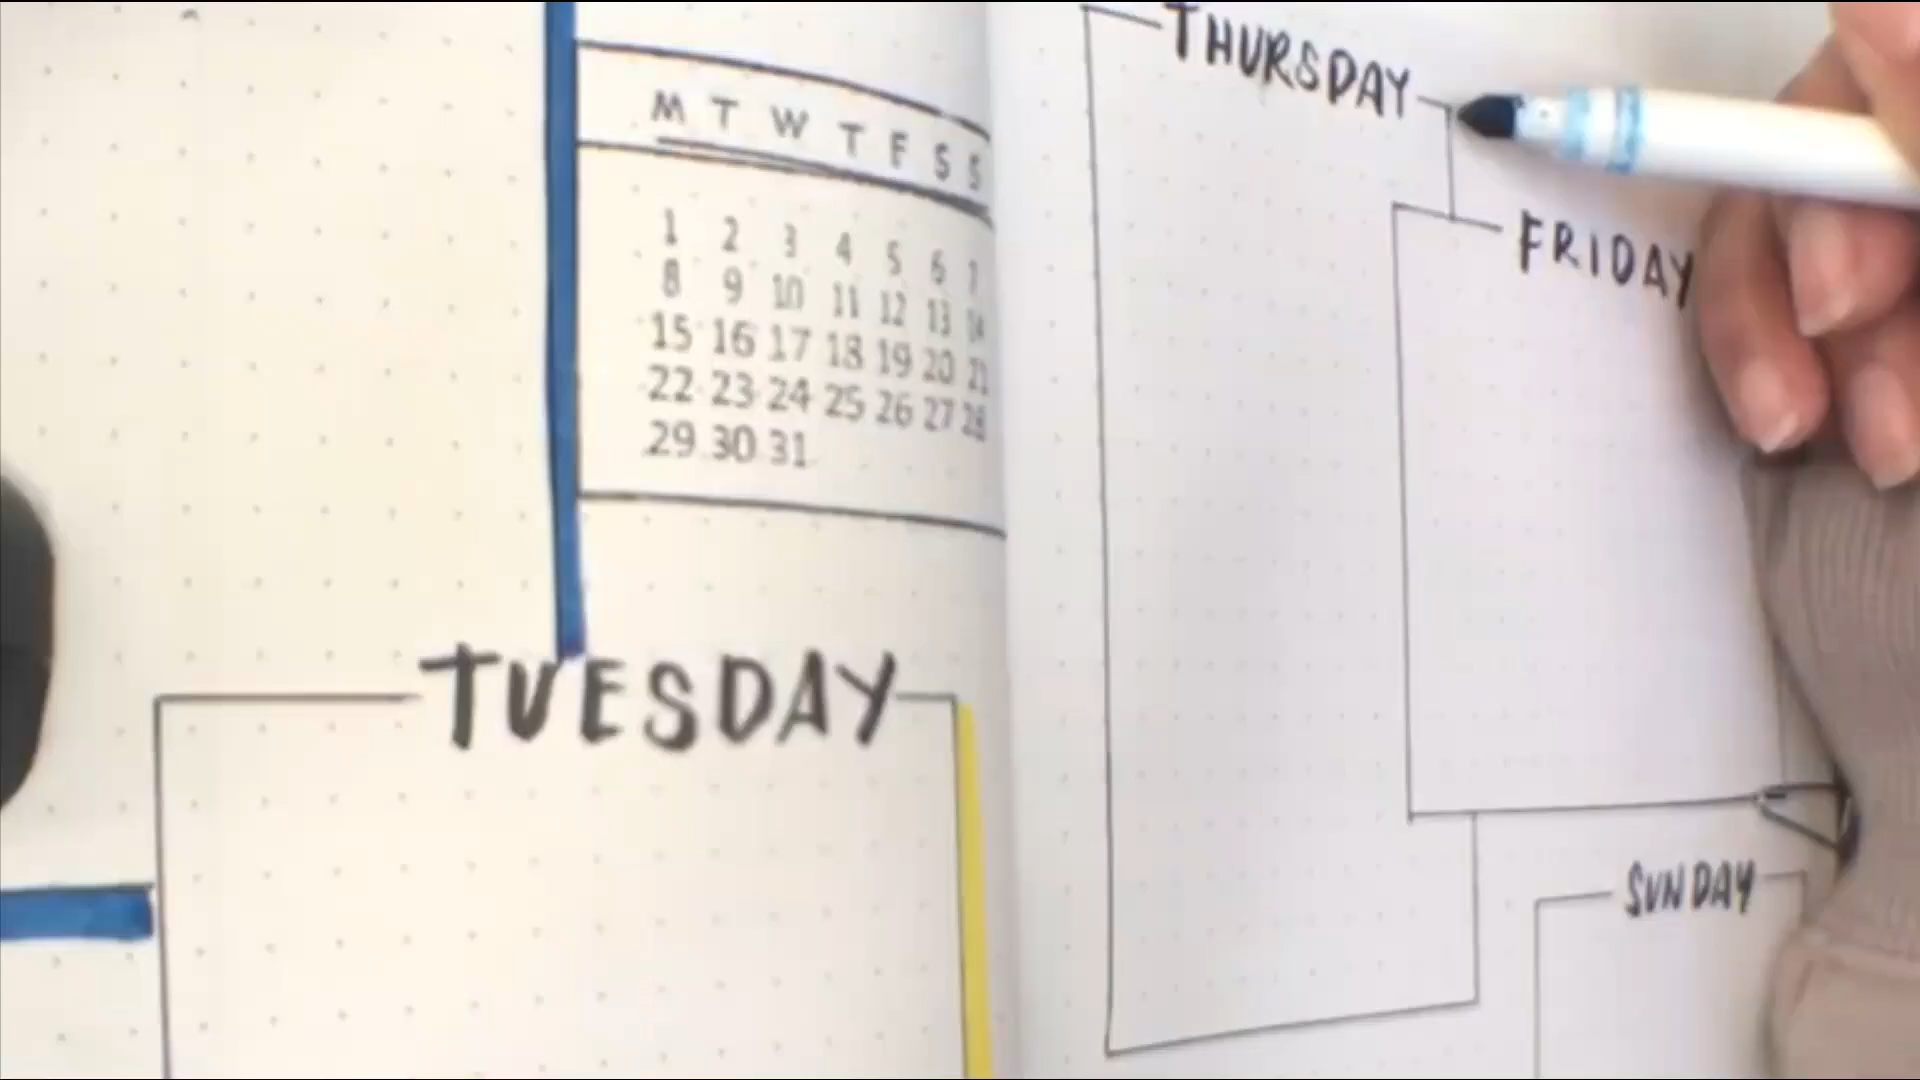 M T W T F S S
1 2 3 4 5 6 7
8 9 10 11 12 13 14
15 16 17 18 19 20 21
22 23 24 25 26 27 28
29 30 31
TUESDAY
THURSDAY
FRIDAY
SUNDAY